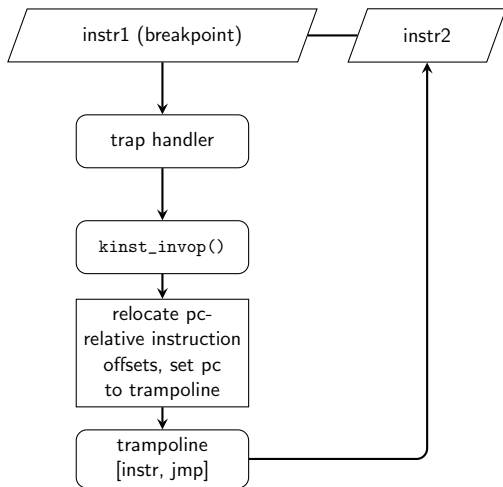 instr1 (breakpoint)
instr2
trap handler
kinst_invop()
relocate pc-
relative instruction
offsets, set pc
to trampoline
trampoline
[instr, jmp]